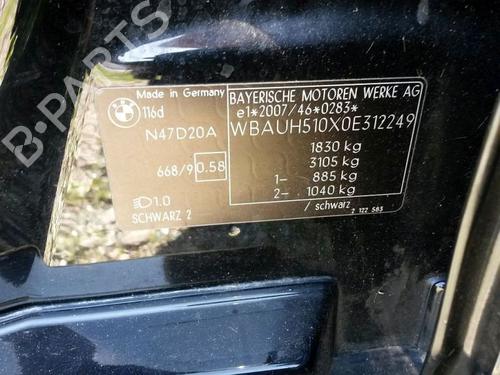 B-PARTS
BMW
Made in Germany
116d
N47D20A
668/9 0.58
1.0
SCHWARZ 2
BAYERISCHE MOTOREN WERKE AG
e1*2007/46*0283*
WBAUH510X0E312249
1830 kg
3105 kg
1- 885 kg
2- 1040 kg
/ schwarz
2 122 583